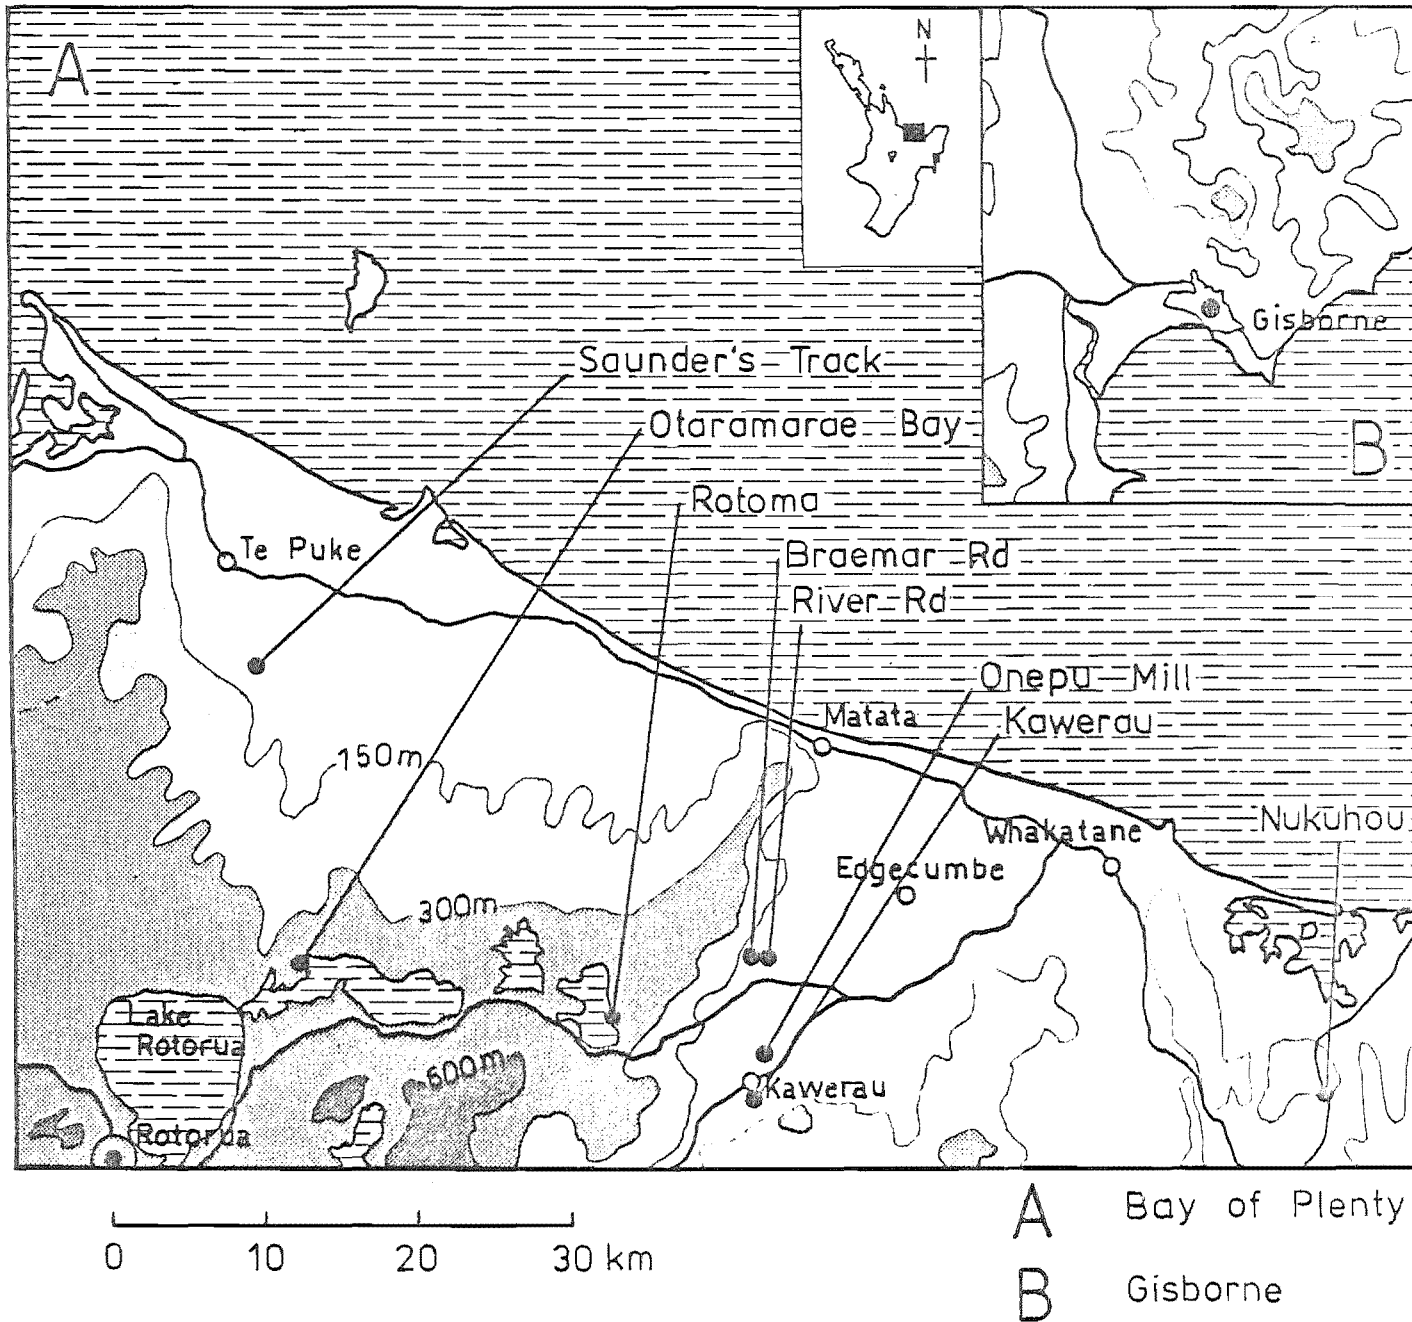 A
N
Gisborne
B
Saunder's Track
Otaramarae Bay
Rotoma
Braemar Rd
River Rd
Te Puke
Onepu Mill
Kawerau
Matata
150m
Nukuhou
Whakatane
Edgecumbe
300m
Lake
Rotorua
600m
Kawerau
Rotorua
0 10 20 30 km
A Bay of Plenty
B Gisborne